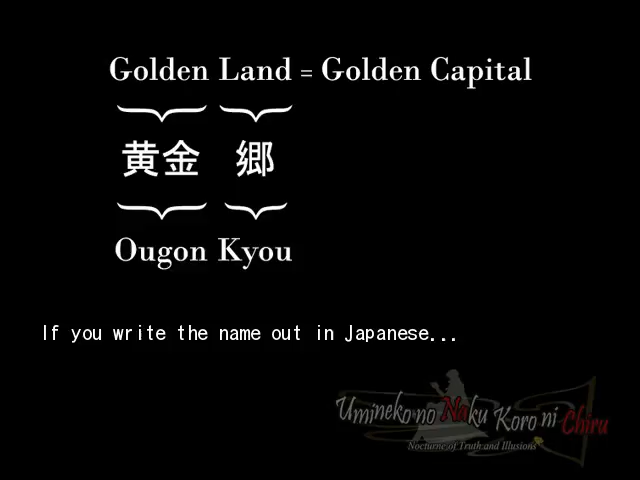 Golden Land = Golden Capital
黄金 郷
Ougon Kyou
If you write the name out in Japanese...
Umineko no Naku Koro ni Chiru
Nocturne of Truth and Illusions